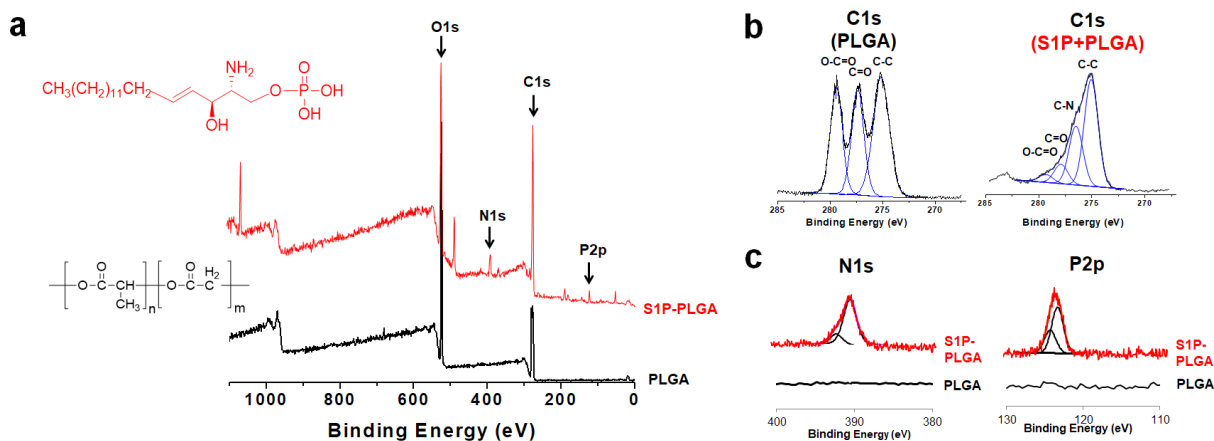 a
O1s
C1s
N1s
P2p
NH₂
CH₃(CH₂)₁₁CH₂
O
O
P
OH
OH
OH
S1P-PLGA
O
O
CH₃
n
O
O
H₂
C
m
PLGA
1000 800 600 400 200 0
Binding Energy (eV)
b
C1s
(PLGA)
O-C=O
C=O
C-C
285 280 275 270
Binding Energy (eV)
C1s
(S1P+PLGA)
C-C
C-N
C=O
O-C=O
285 280 275 270
Binding Energy (eV)
c
N1s
S1P-
PLGA
PLGA
400 390 380
Binding Energy (eV)
P2p
S1P-
PLGA
PLGA
130 120 110
Binding Energy (eV)